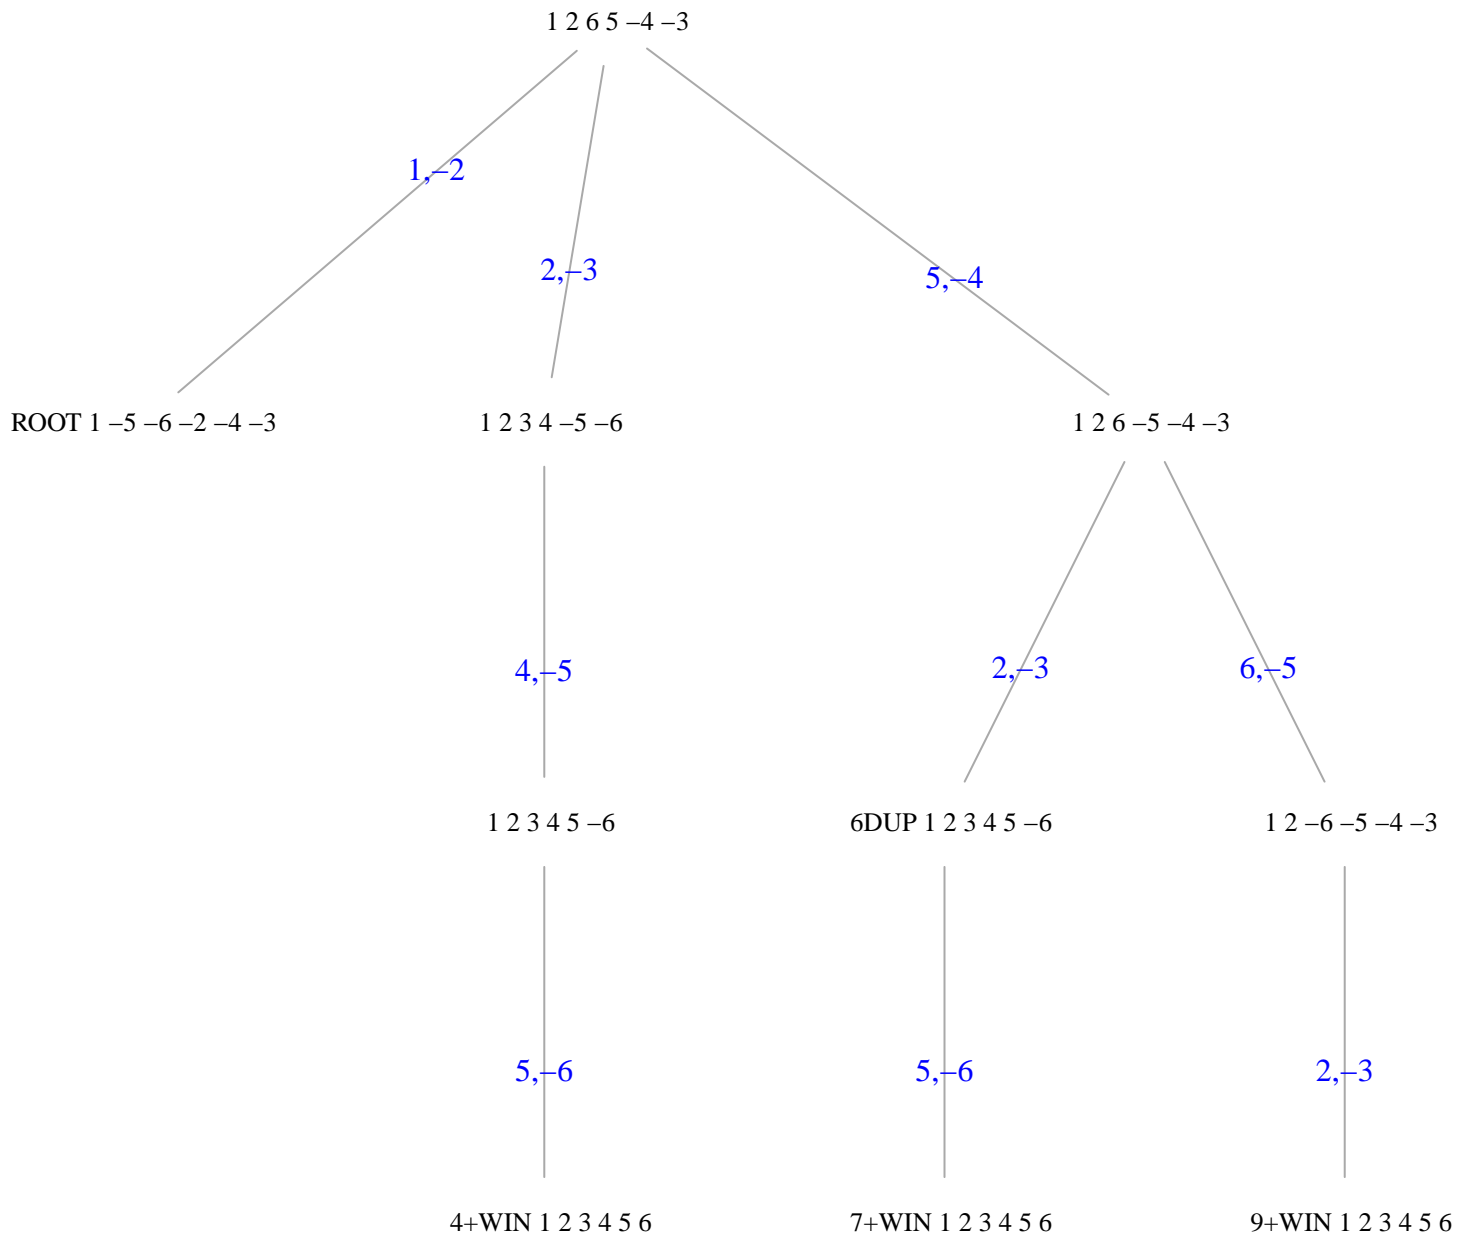 1 2 6 5 –4 –3
1,–2
2,–3
5,–4
ROOT 1 –5 –6 –2 –4 –3
1 2 3 4 –5 –6
1 2 6 –5 –4 –3
4,–5
2,–3
6,–5
1 2 3 4 5 –6
6DUP 1 2 3 4 5 –6
1 2 –6 –5 –4 –3
5,–6
5,–6
2,–3
4+WIN 1 2 3 4 5 6
7+WIN 1 2 3 4 5 6
9+WIN 1 2 3 4 5 6